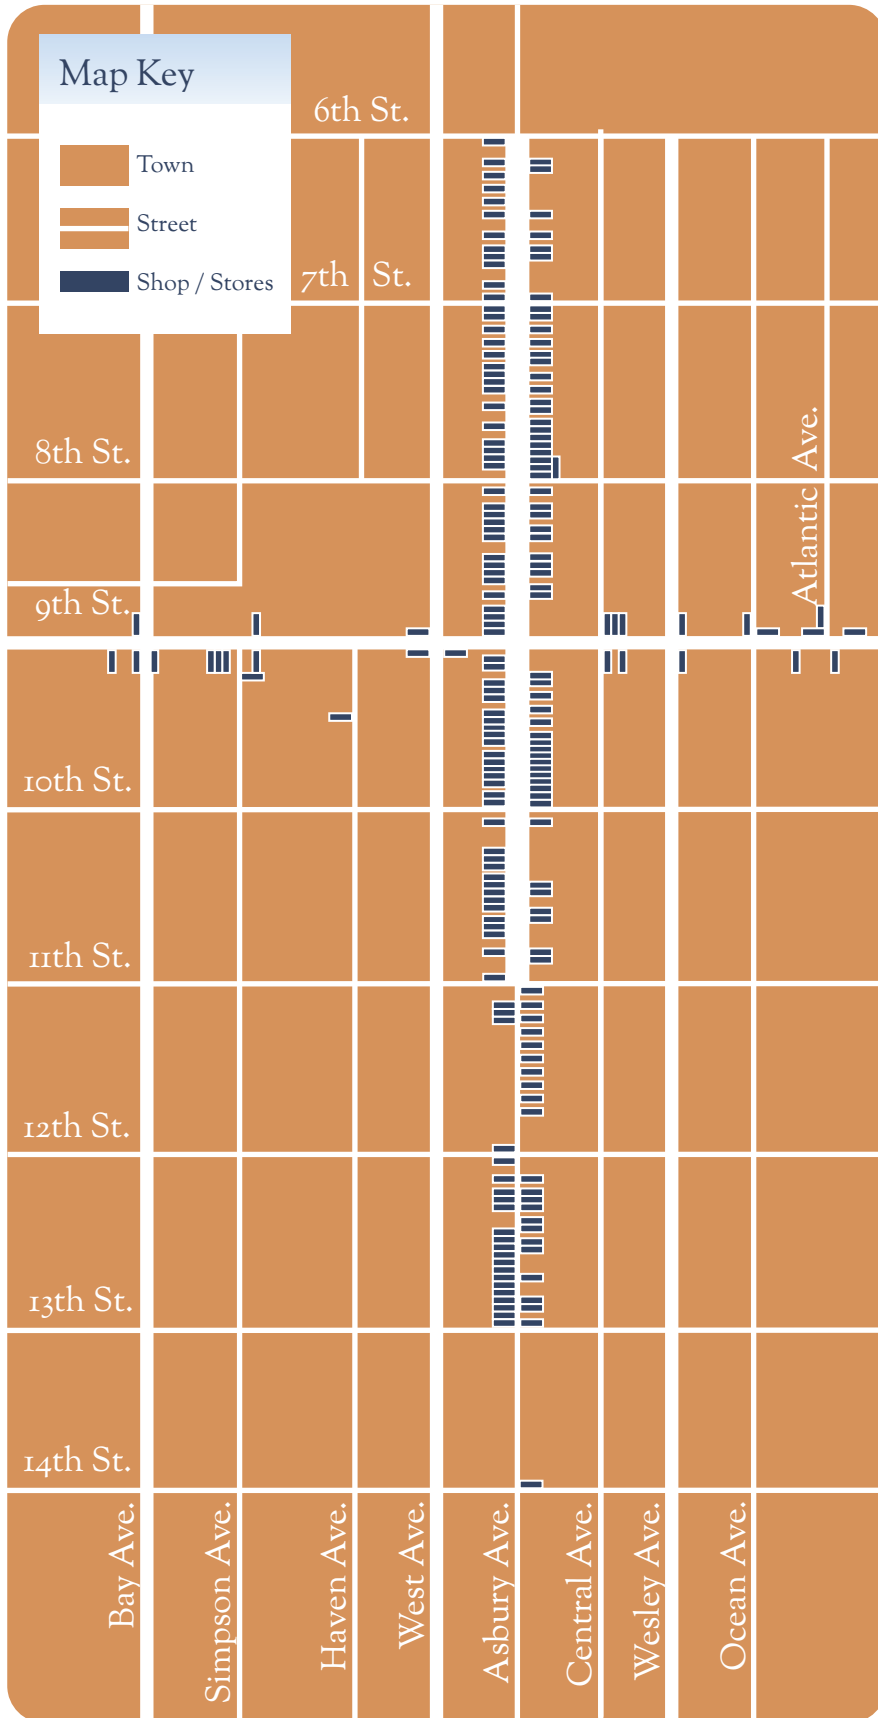 Map Key
6th St.
Town
Street
7th St.
Shop / Stores
8th St.
Atlantic Ave.
9th St.
10th St.
11th St.
12th St.
13th St.
14th St.
Bay Ave.
Simpson Ave.
Haven Ave.
West Ave.
Asbury Ave.
Central Ave.
Wesley Ave.
Ocean Ave.